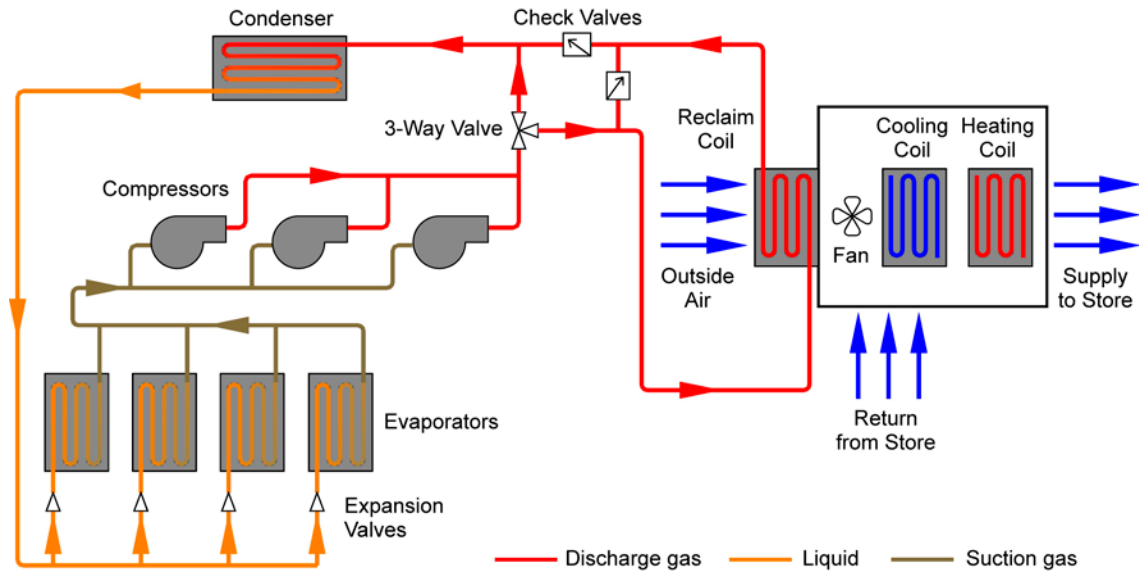 Condenser
Check Valves
3-Way Valve
Reclaim
Coil
Cooling
Coil
Heating
Coil
Compressors
Fan
Outside
Air
Supply
to Store
Evaporators
Return
from Store
Expansion
Valves
Discharge gas
Liquid
Suction gas